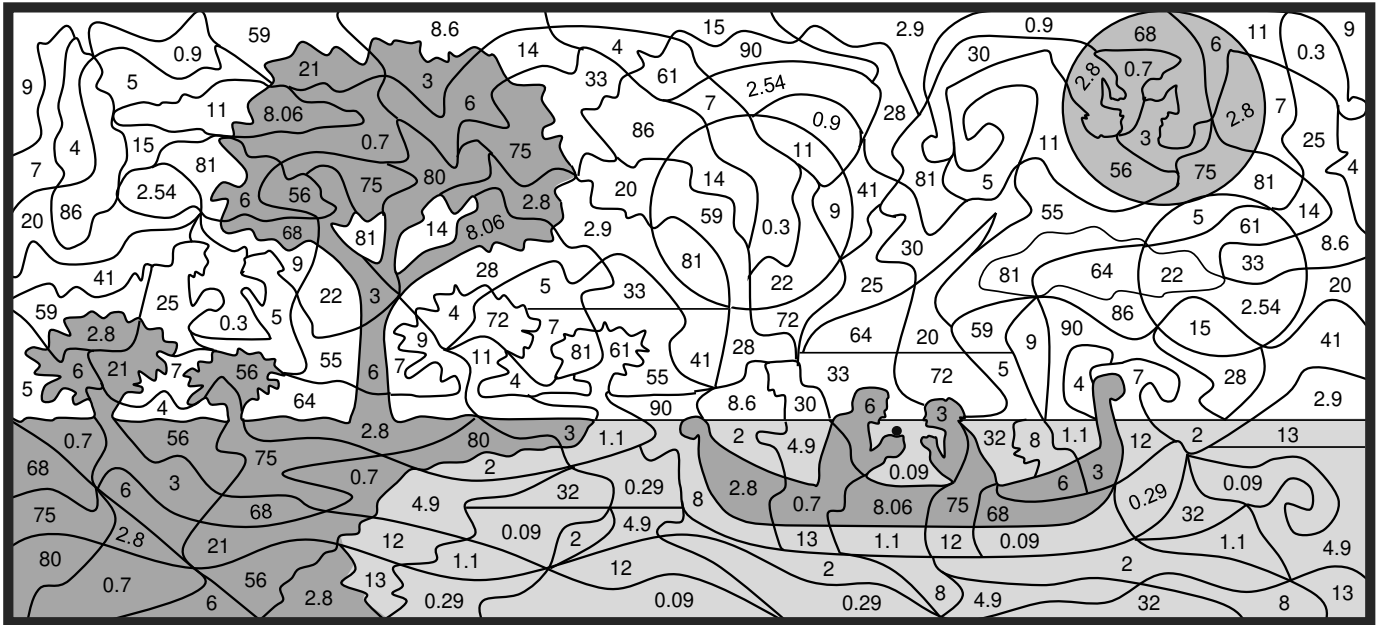 59 8.6 15 2.9 0.9 68 6 11 9
0.9 14 4 90 30 0.3
9 5 21 3 33 61 2.54 2.8 0.7
11 8.06 6 7 0.9 28 2.8 7
4 15 0.7 75 86 11 11 3 25
7 81 80 14 41 81 5 56 75 81 4
2.54 6 56 75 2.8 20 59 9 55 5 14
20 86 68 81 14 8.06 2.9 0.3 30 61 8.6
41 9 28 81 22 25 81 64 22 33
59 25 22 3 5 33 86 2.54 20
0.3 5 4 72 7 72 64 20 59 90 15 41
2.8 9 81 61 41 28 9
5 6 21 7 56 55 6 7 11 4 55 33 72 5 4 7 28
4 64 90 8.6 30 6 3 2.9
0.7 56 2.8 80 3 1.1 2 4.9 32 8 1.1 12 2 13
68 3 75 0.7 2 0.09 6 3
6 68 4.9 32 0.29 8 2.8 0.7 8.06 75 68 0.29 0.09
75 2.8 21 12 0.09 4.9 2 13 1.1 12 0.09 32 1.1 4.9
80 0.7 56 13 1.1 12 2 2
6 2.8 0.29 0.09 0.29 8 4.9 32 8 13